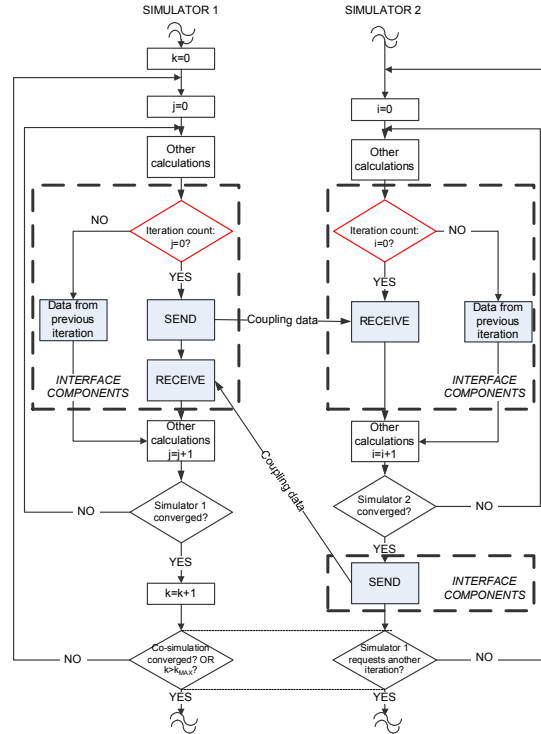 SIMULATOR 1
SIMULATOR 2
k=0
j=0
i=0
Other
calculations
Other
calculations
NO
Iteration count:
j=0?
Iteration count:
i=0?
NO
YES
YES
Data from
previous
iteration
SEND
Coupling data
RECEIVE
Data from
previous
iteration
INTERFACE
COMPONENTS
RECEIVE
INTERFACE
COMPONENTS
Other
calculations
j=j+1
Coupling data
Other
calculations
i=i+1
NO
Simulator 1
converged?
Simulator 2
converged?
NO
YES
YES
k=k+1
SEND
INTERFACE
COMPONENTS
NO
Co-simulation
converged? OR
k>kMAX?
Simulator 1
requests another
iteration?
NO
YES
YES